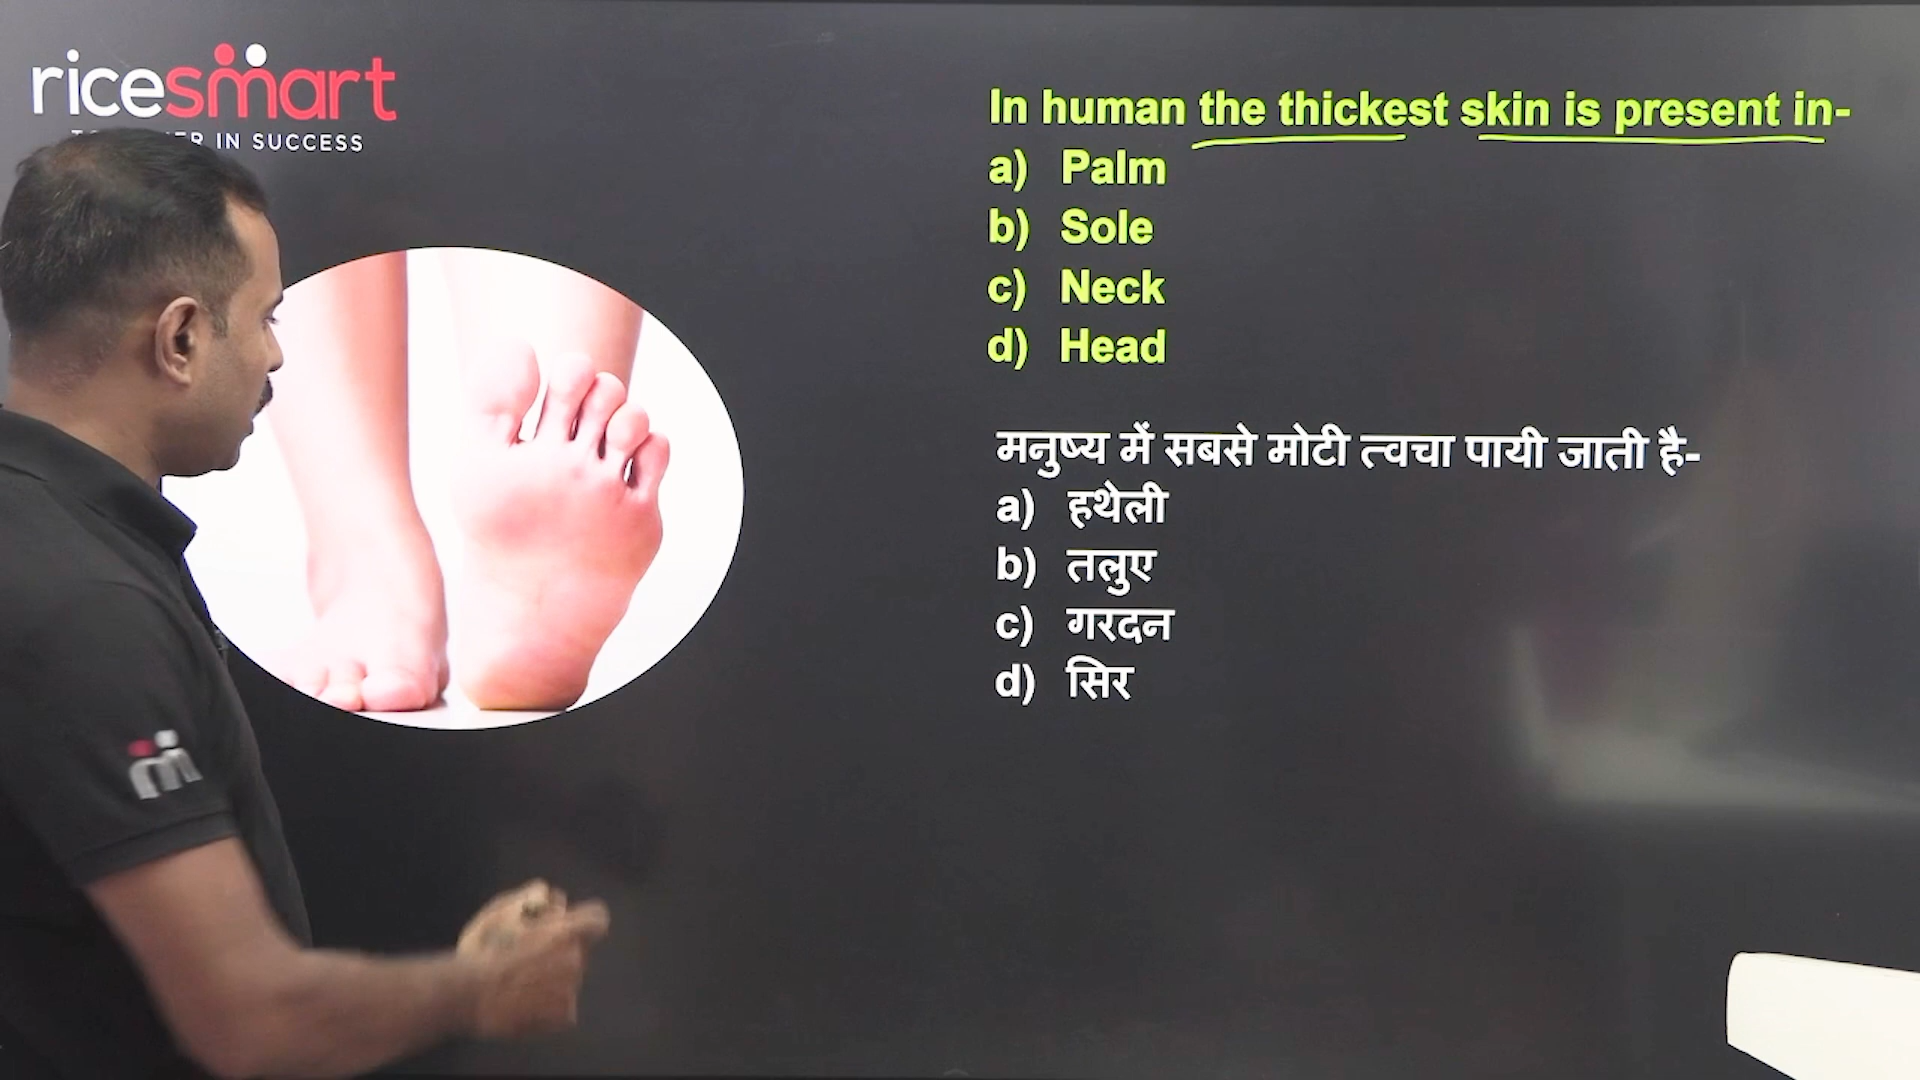 ricesmart
IN SUCCESS
In human the thickest skin is present in-
a) Palm
b) Sole
c) Neck
d) Head
मनुष्य में सबसे मोटी त्वचा पायी जाती है-
a) हथेली
b) तलुए
c) गरदन
d) सिर